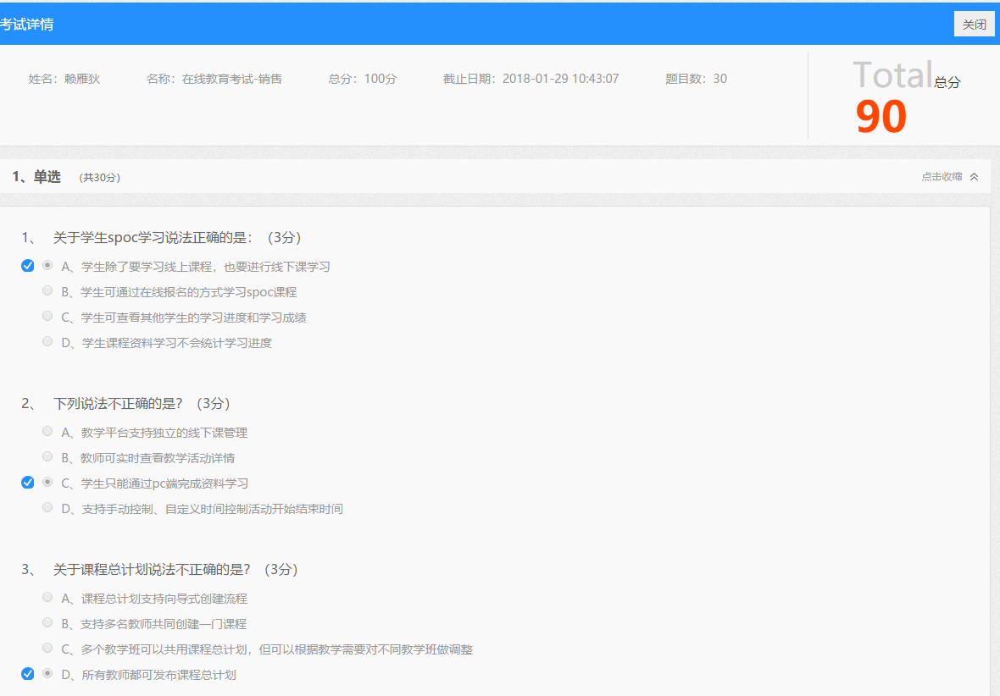 考试详情 关闭
姓名：赖雁狄 名称：在线教育考试-销售 总分：100分 截止日期：2018-01-29 10:43:07 题目数：30
Total总分
90
1、单选 (共30分) 点击收缩
1、 关于学生spoc学习说法正确的是：（3分）
A、学生除了要学习线上课程，也要进行线下课学习
B、学生可通过在线报名的方式学习spoc课程
C、学生可查看其他学生的学习进度和学习成绩
D、学生课程资料学习不会统计学习进度
2、 下列说法不正确的是？（3分）
A、教学平台支持独立的线下课管理
B、教师可实时查看教学活动详情
C、学生只能通过pc端完成资料学习
D、支持手动控制、自定义时间控制活动开始结束时间
3、 关于课程总计划说法不正确的是？（3分）
A、课程总计划支持向导式创建流程
B、支持多名教师共同创建一门课程
C、多个教学班可以共用课程总计划，但可以根据教学需要对不同教学班做调整
D、所有教师都可发布课程总计划